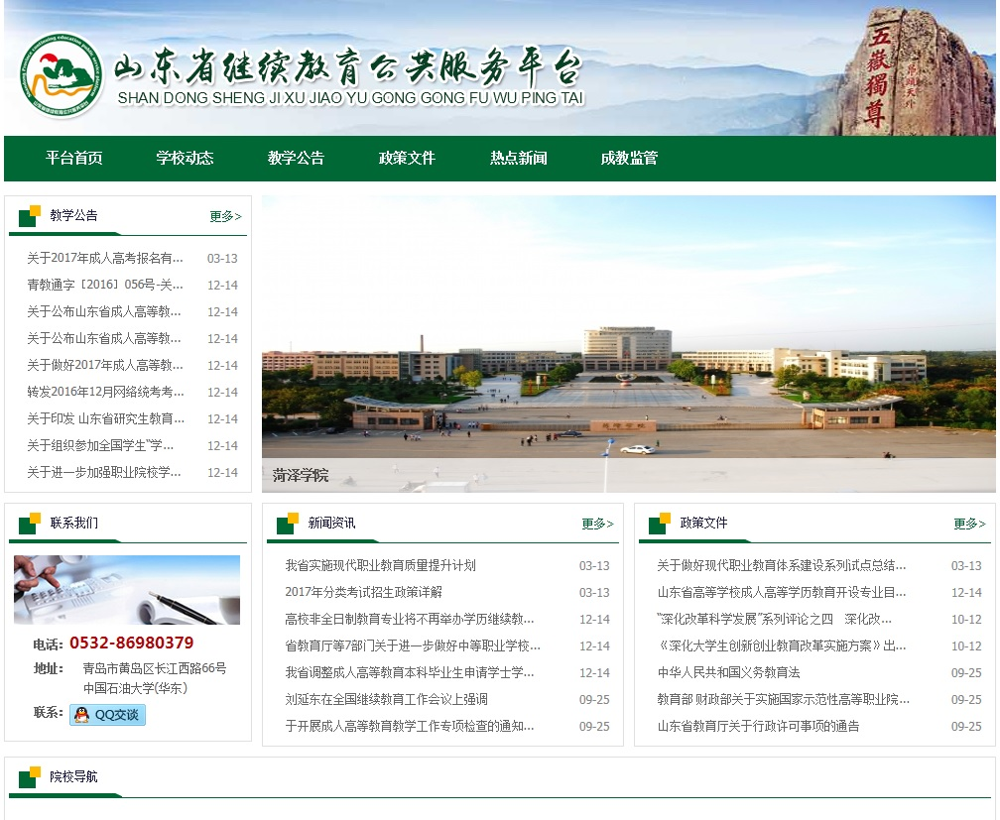 山东省继续教育公共服务平台
SHAN DONG SHENG JI XU JIAO YU GONG GONG FU WU PING TAI
五嶽獨尊
平台首页 学校动态 教学公告 政策文件 热点新闻 成教监管
教学公告 更多>
关于2017年成人高考报名有... 03-13
青教通字［2016］056号-关... 12-14
关于公布山东省成人高等教... 12-14
关于公布山东省成人高等教... 12-14
关于做好2017年成人高等教... 12-14
转发2016年12月网络统考考... 12-14
关于印发 山东省研究生教育... 12-14
关于组织参加全国学生“学... 12-14
关于进一步加强职业院校学... 12-14
菏泽学院
联系我们
电话：0532-86980379
地址： 青岛市黄岛区长江西路66号
中国石油大学(华东）
联系： QQ交谈
新闻资讯 更多>
我省实施现代职业教育质量提升计划 03-13
2017年分类考试招生政策详解 03-13
高校非全日制教育专业将不再举办学历继续教... 12-14
省教育厅等7部门关于进一步做好中等职业学校... 12-14
我省调整成人高等教育本科毕业生申请学士学... 12-14
刘延东在全国继续教育工作会议上强调 09-25
于开展成人高等教育教学工作专项检查的通知... 09-25
政策文件 更多>
关于做好现代职业教育体系建设系列试点总结... 03-13
山东省高等学校成人高等学历教育开设专业目... 12-14
“深化改革科学发展”系列评论之四 深化改... 10-12
《深化大学生创新创业教育改革实施方案》出... 10-12
中华人民共和国义务教育法 09-25
教育部 财政部关于实施国家示范性高等职业院... 09-25
山东省教育厅关于行政许可事项的通告 09-25
院校导航